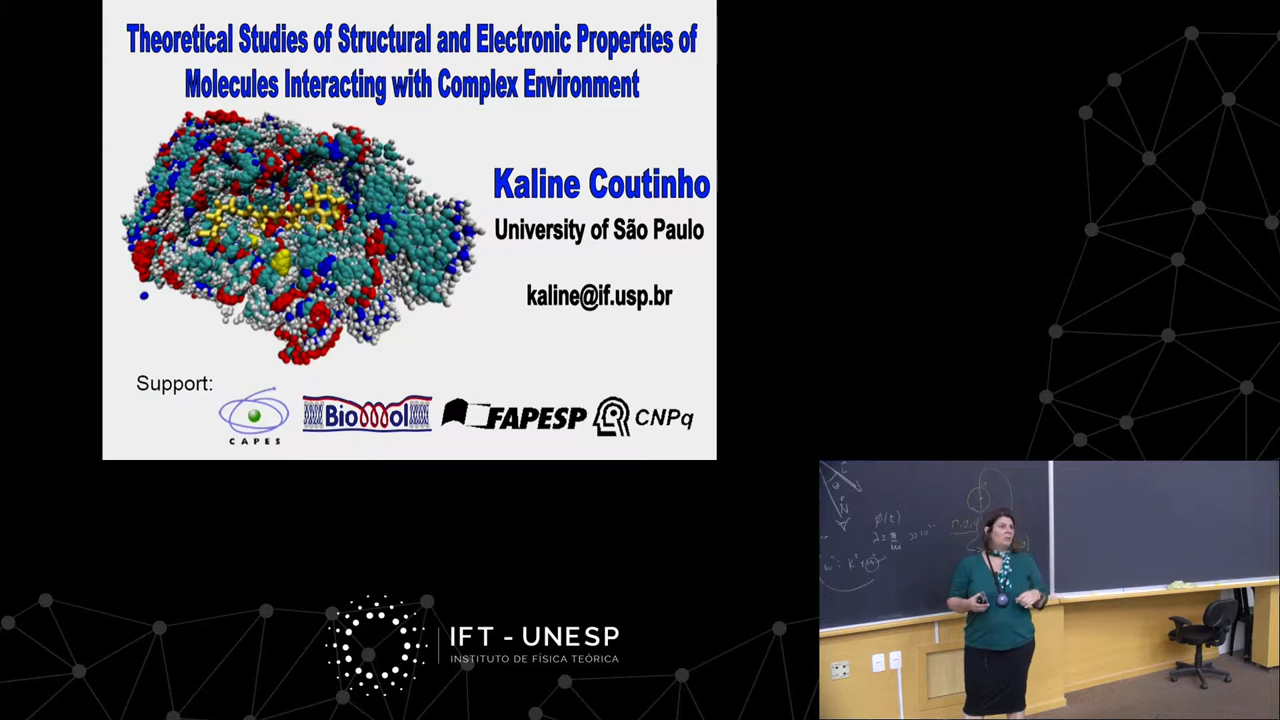 Theoretical Studies of Structural and Electronic Properties of
Molecules Interacting with Complex Environment
Kaline Coutinho
University of São Paulo
kaline@if.usp.br
Support:
CAPES
BioMol
FAPESP
CNPq
IFT - UNESP
INSTITUTO DE FÍSICA TEÓRICA